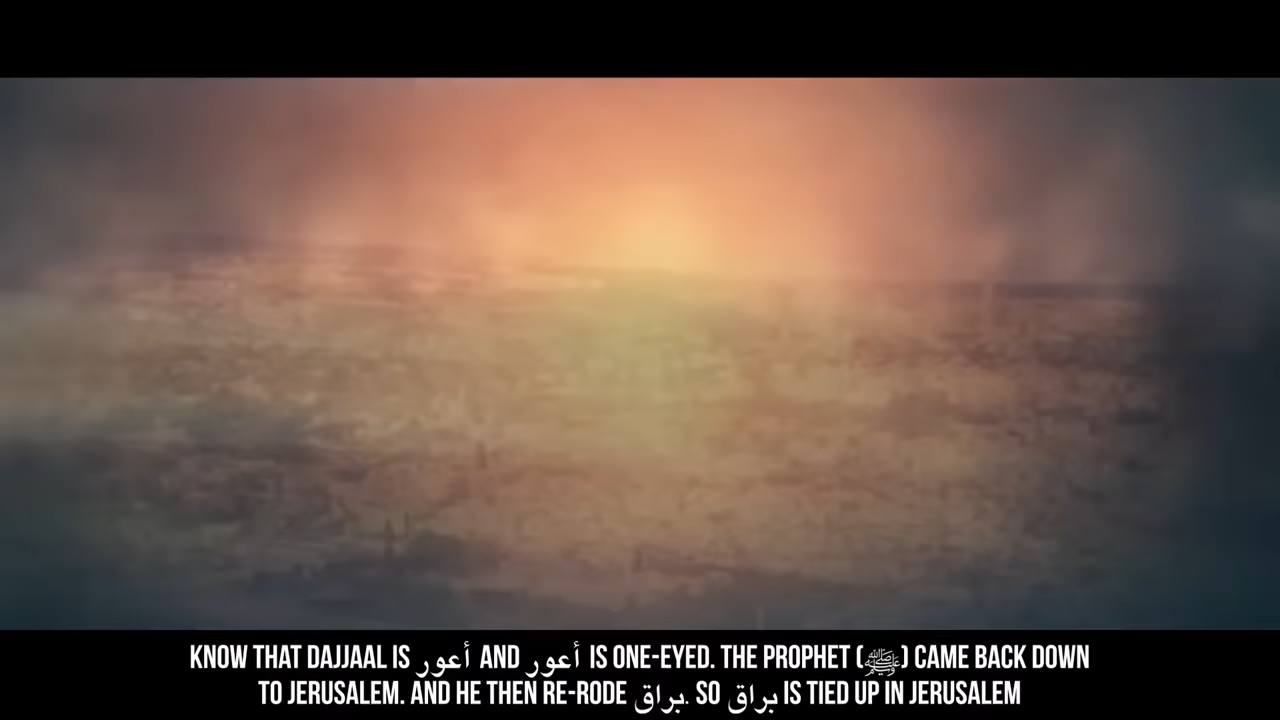 KNOW THAT DAJJAAL IS أعور AND أعور IS ONE-EYED. THE PROPHET (ﷺ) CAME BACK DOWN
TO JERUSALEM. AND HE THEN RE-RODE براق. SO براق IS TIED UP IN JERUSALEM